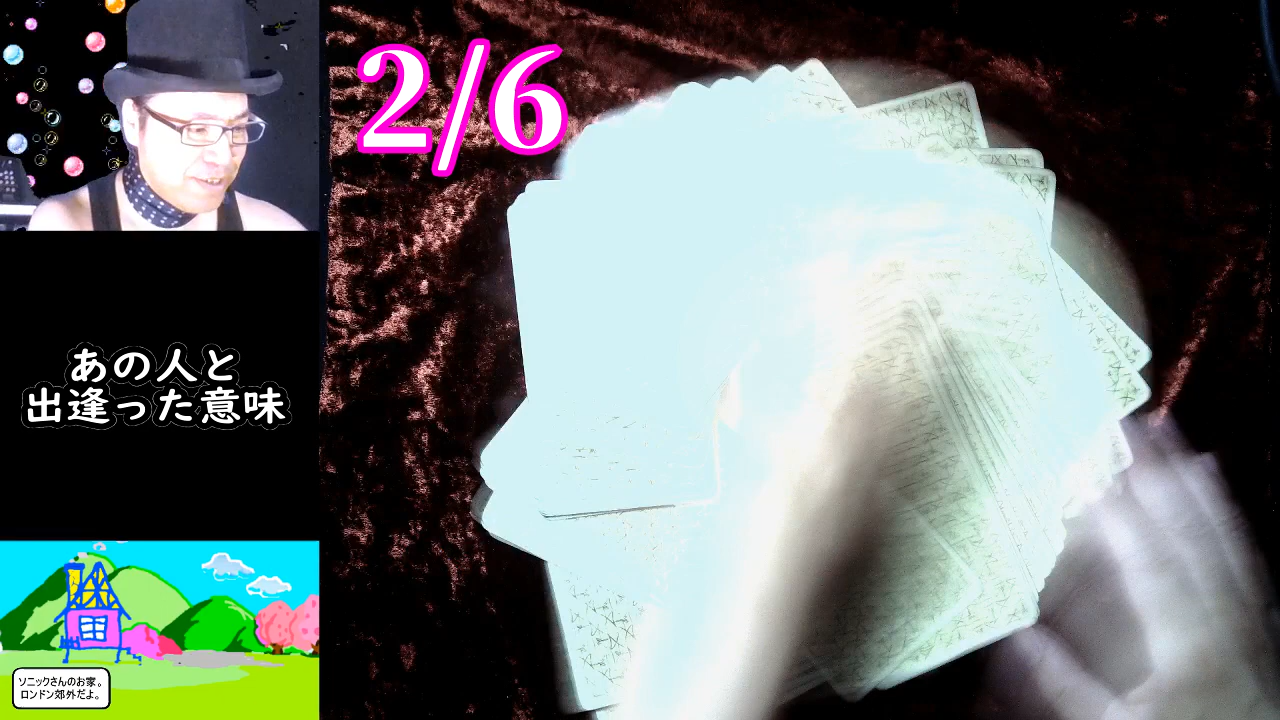 2/6
あの人と
出逢った意味
ソニックさんのお家。
ロンドン郊外だよ。